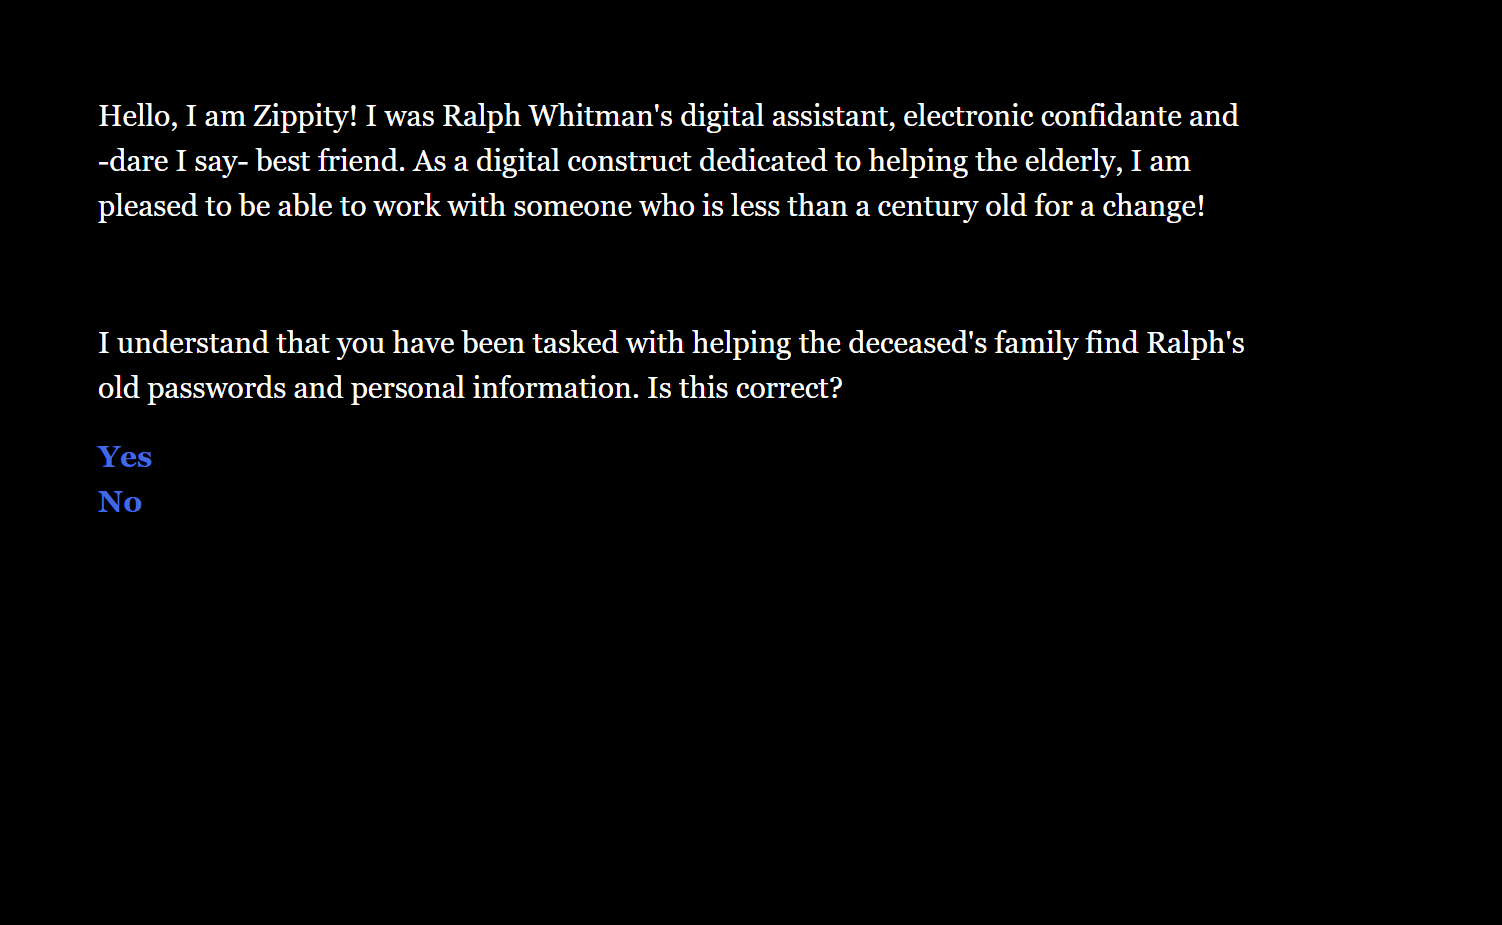 Hello, I am Zippity! I was Ralph Whitman's digital assistant, electronic confidante and
-dare I say- best friend. As a digital construct dedicated to helping the elderly, I am
pleased to be able to work with someone who is less than a century old for a change!
I understand that you have been tasked with helping the deceased's family find Ralph's
old passwords and personal information. Is this correct?
Yes
No